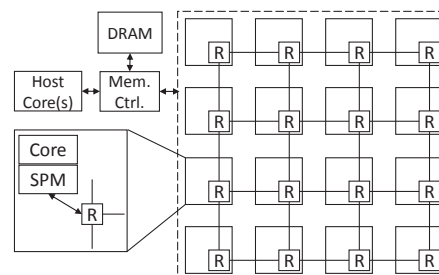 DRAM
Host
Core(s)
Mem.
Ctrl.
R R R R
R R R R
Core
SPM
R
R R R R
R R R R